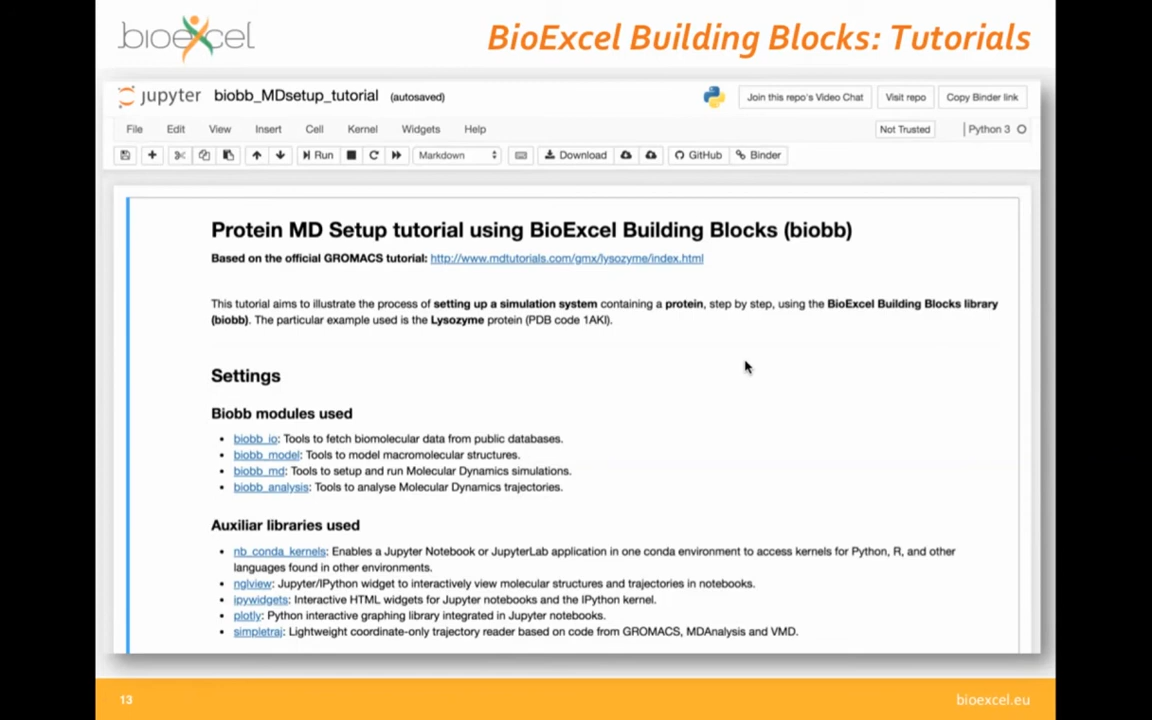 bioexcel
BioExcel Building Blocks: Tutorials
jupyter biobb_MDsetup_tutorial (autosaved)
Join this repo's Video Chat Visit repo Copy Binder link
File Edit View Insert Cell Kernel Widgets Help
Not Trusted Python 3
Run Markdown Download GitHub Binder
Protein MD Setup tutorial using BioExcel Building Blocks (biobb)
Based on the official GROMACS tutorial: http://www.mdtutorials.com/gmx/lysozyme/index.html
This tutorial aims to illustrate the process of setting up a simulation system containing a protein, step by step, using the BioExcel Building Blocks library
(biobb). The particular example used is the Lysozyme protein (PDB code 1AKI).
Settings
Biobb modules used
• biobb_io: Tools to fetch biomolecular data from public databases.
• biobb_model: Tools to model macromolecular structures.
• biobb_md: Tools to setup and run Molecular Dynamics simulations.
• biobb_analysis: Tools to analyse Molecular Dynamics trajectories.
Auxiliar libraries used
• nb_conda_kernels: Enables a Jupyter Notebook or JupyterLab application in one conda environment to access kernels for Python, R, and other
languages found in other environments.
• nglview: Jupyter/IPython widget to interactively view molecular structures and trajectories in notebooks.
• ipywidgets: Interactive HTML widgets for Jupyter notebooks and the IPython kernel.
• plotly: Python interactive graphing library integrated in Jupyter notebooks.
• simpletraj: Lightweight coordinate-only trajectory reader based on code from GROMACS, MDAnalysis and VMD.
13
bioexcel.eu